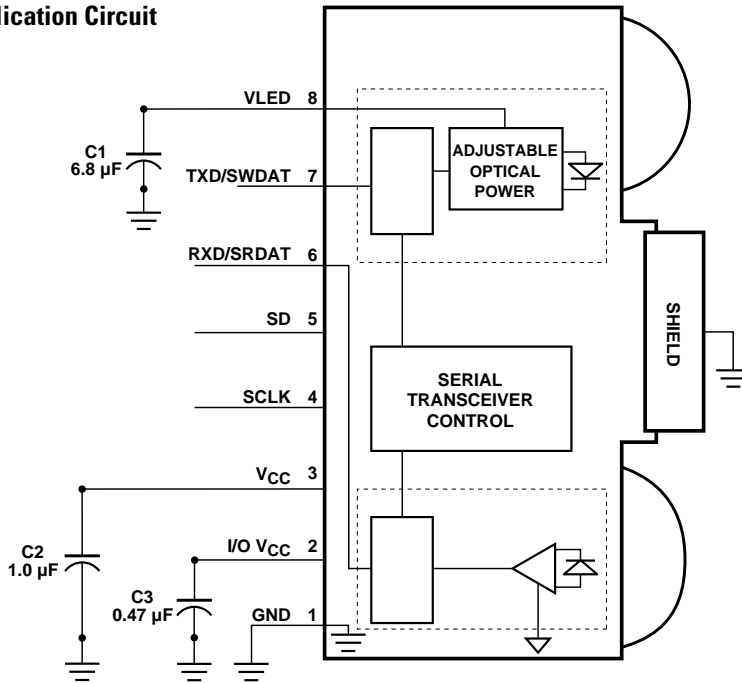 lication Circuit
VLED 8
C1
6.8 µF
TXD/SWDAT 7
ADJUSTABLE
OPTICAL
POWER
RXD/SRDAT 6
SD 5
SHIELD
SCLK 4
SERIAL
TRANSCEIVER
CONTROL
VCC 3
C2
1.0 µF
I/O VCC 2
C3
0.47 µF
GND 1